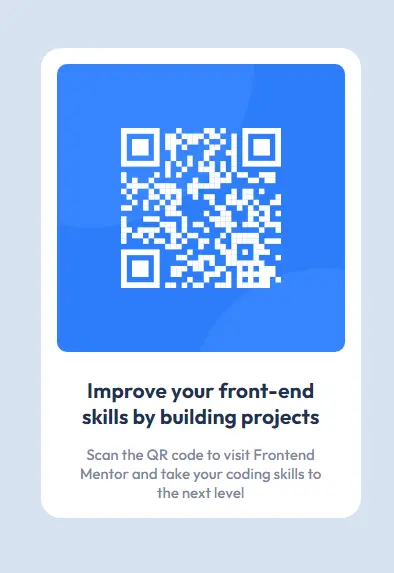 Improve your front-end
skills by building projects
Scan the QR code to visit Frontend
Mentor and take your coding skills to
the next level